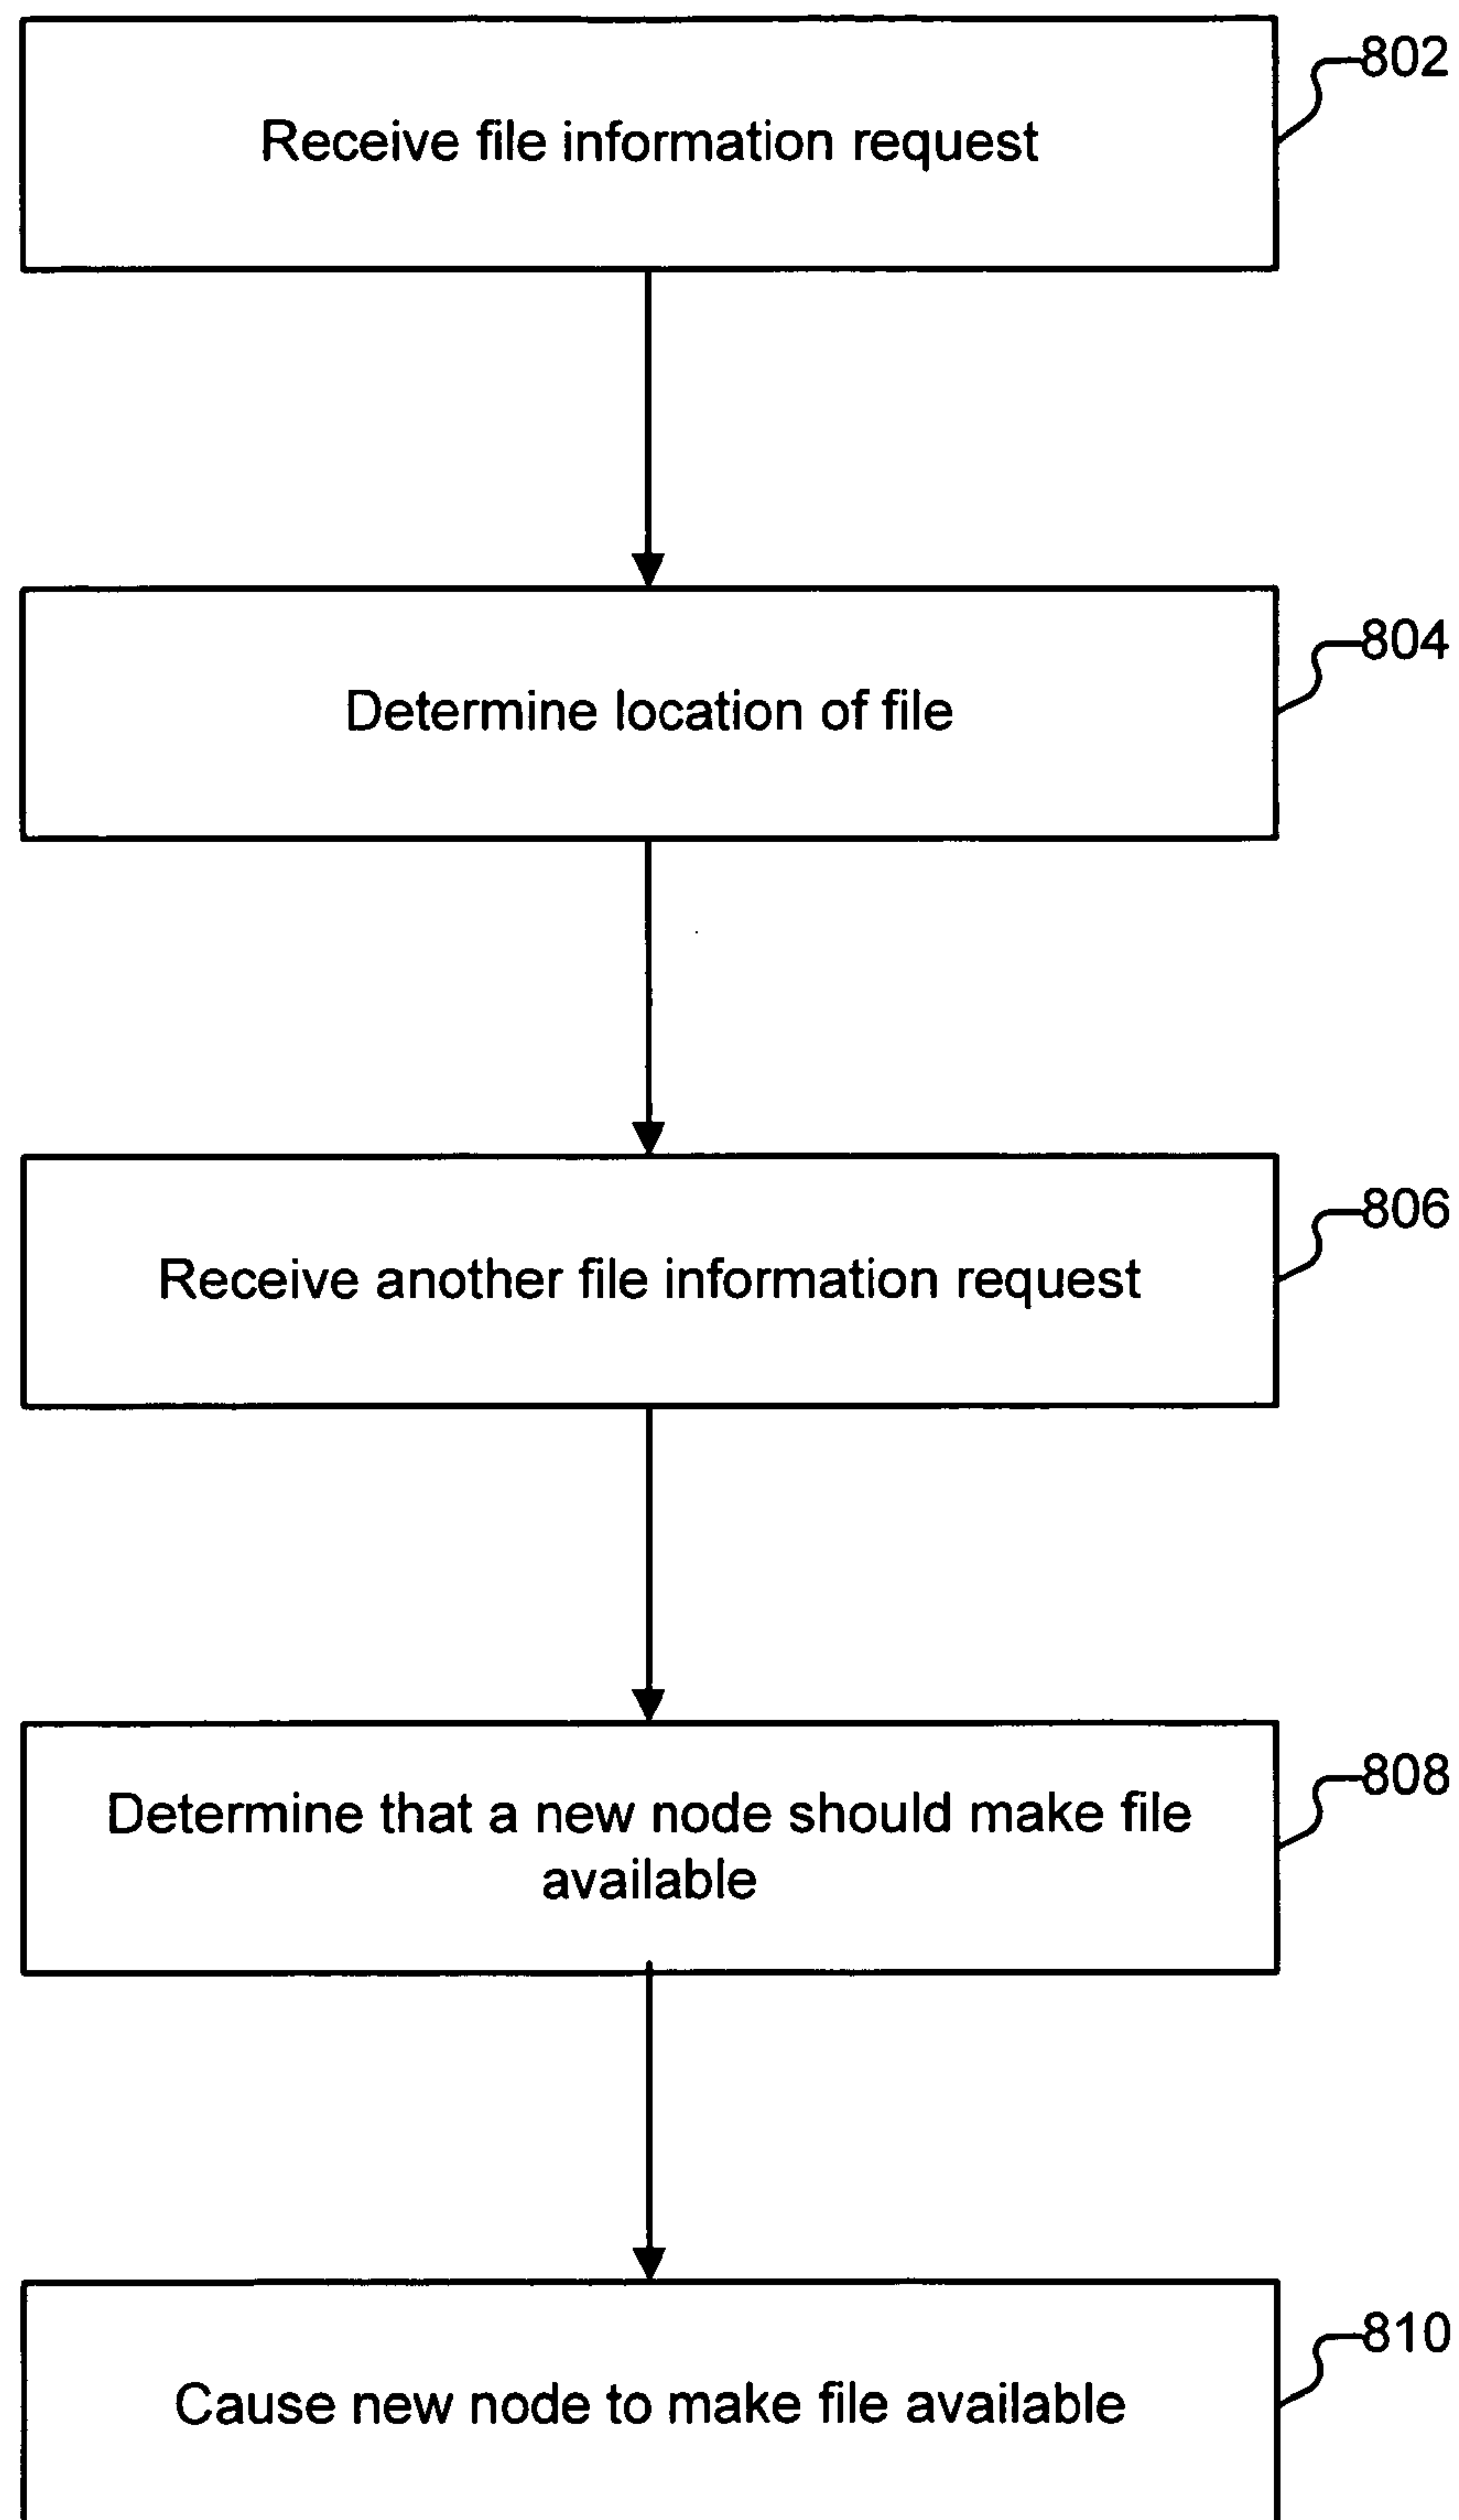 802
Receive file information request
804
Determine location of file
806
Receive another file information request
808
Determine that a new node should make file
available
810
Cause new node to make file available